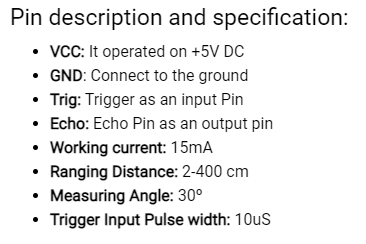 Pin description and specification:
• VCC: It operated on +5V DC
• GND: Connect to the ground
• Trig: Trigger as an input Pin
• Echo: Echo Pin as an output pin
• Working current: 15mA
• Ranging Distance: 2-400 cm
• Measuring Angle: 30º
• Trigger Input Pulse width: 10uS